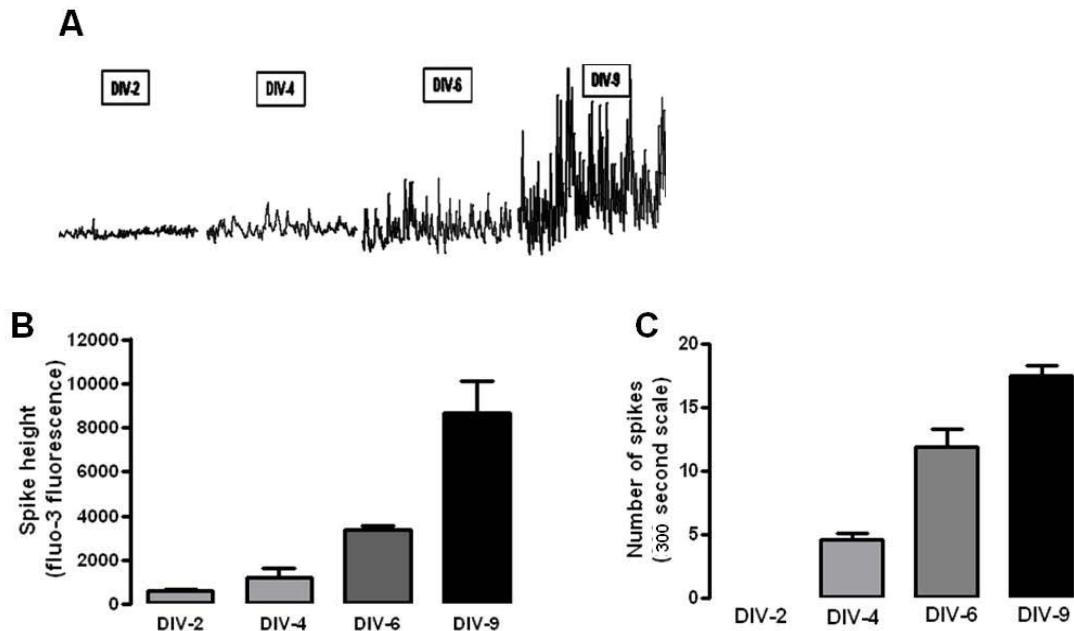 A
DIV-2
DIV-4
DIV-6
DIV-9
B
Spike height
(fluo-3 fluorescence)
12000
10000
8000
6000
4000
2000
0
DIV-2
DIV-4
DIV-6
DIV-9
C
Number of spikes
(300 second scale)
20
15
10
5
0
DIV-2
DIV-4
DIV-6
DIV-9